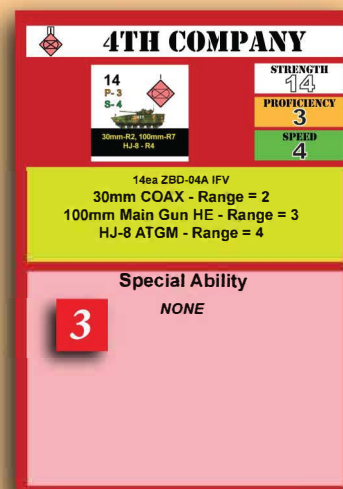 4TH COMPANY
14
P- 3
S- 4
30mm-R2, 100mm-R7
HJ-8 - R4
STRENGTH
14
PROFICIENCY
3
SPEED
4
14ea ZBD-04A IFV
30mm COAX - Range = 2
100mm Main Gun HE - Range = 3
HJ-8 ATGM - Range = 4
Special Ability
NONE
3